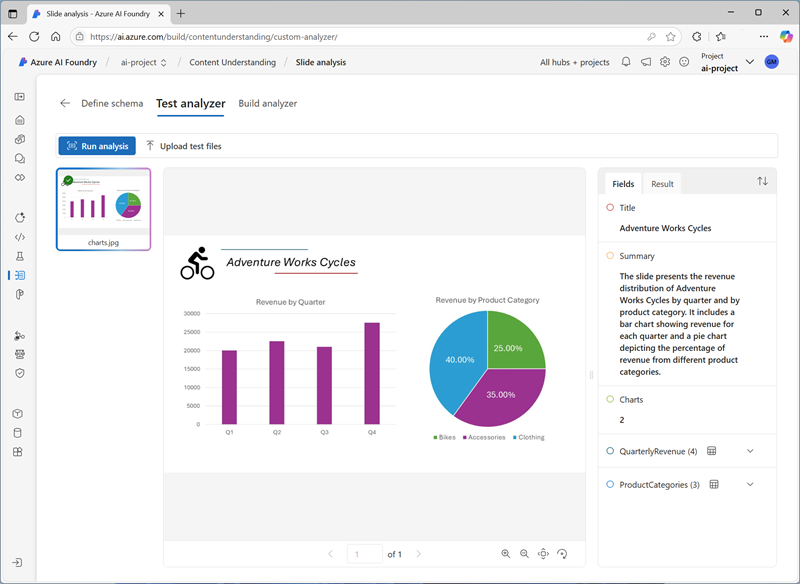 Slide analysis - Azure AI Foundry
https://ai.azure.com/build/contentunderstanding/custom-analyzer/
Azure AI Foundry / ai-project / Content Understanding / Slide analysis
All hubs + projects
Project
ai-project
GM
Define schema
Test analyzer
Build analyzer
Run analysis
Upload test files
charts.jpg
Adventure Works Cycles
Revenue by Quarter
30000
25000
20000
15000
10000
5000
0
Q1
Q2
Q3
Q4
Revenue by Product Category
25.00%
40.00%
35.00%
Bikes
Accessories
Clothing
1 of 1
Fields
Result
Title
Adventure Works Cycles
Summary
The slide presents the revenue
distribution of Adventure
Works Cycles by quarter and by
product category. It includes a
bar chart showing revenue for
each quarter and a pie chart
depicting the percentage of
revenue from different product
categories.
Charts
2
QuarterlyRevenue (4)
ProductCategories (3)